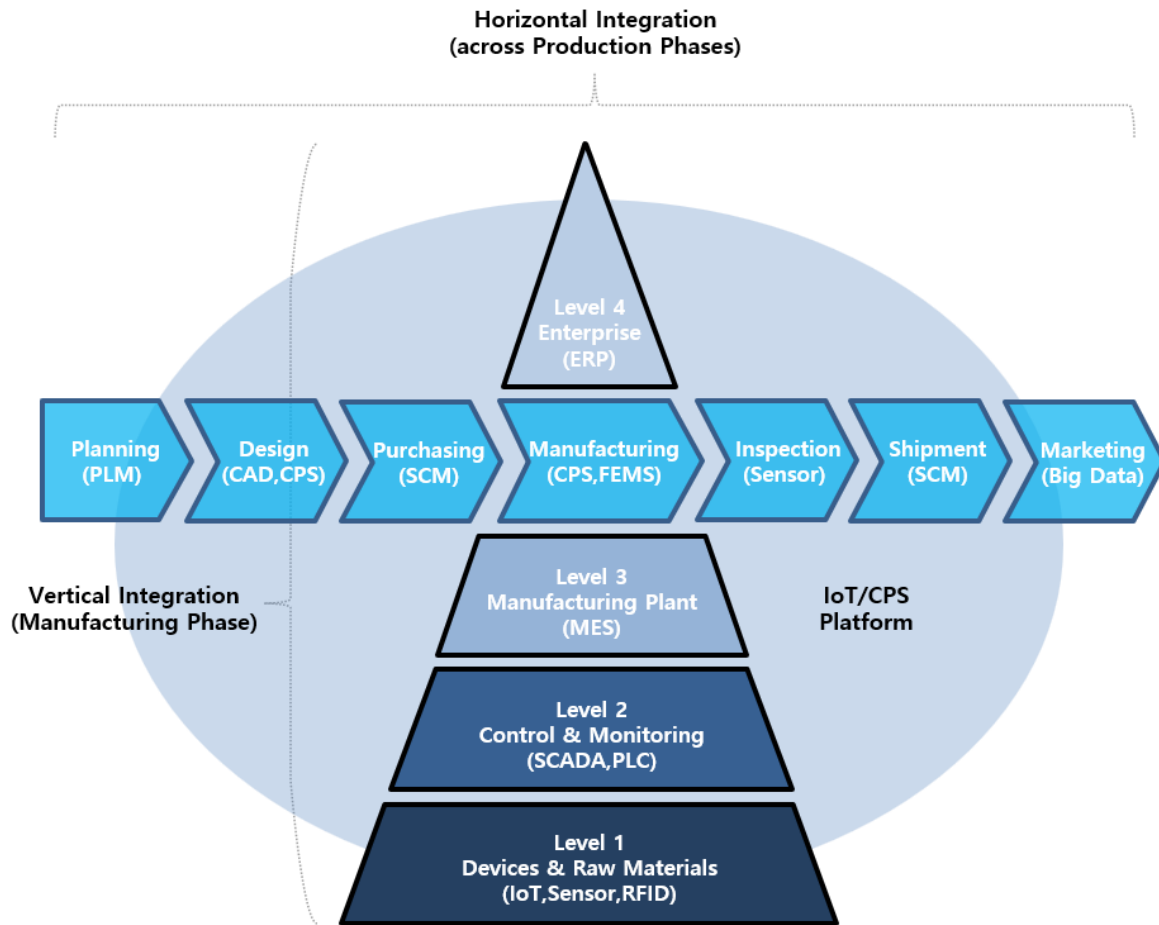 Horizontal Integration
(across Production Phases)
Level 4
Enterprise
(ERP)
Planning
(PLM)
Design
(CAD,CPS)
Purchasing
(SCM)
Manufacturing
(CPS,FEMS)
Inspection
(Sensor)
Shipment
(SCM)
Marketing
(Big Data)
Vertical Integration
(Manufacturing Phase)
Level 3
Manufacturing Plant
(MES)
IoT/CPS
Platform
Level 2
Control & Monitoring
(SCADA,PLC)
Level 1
Devices & Raw Materials
(IoT,Sensor,RFID)